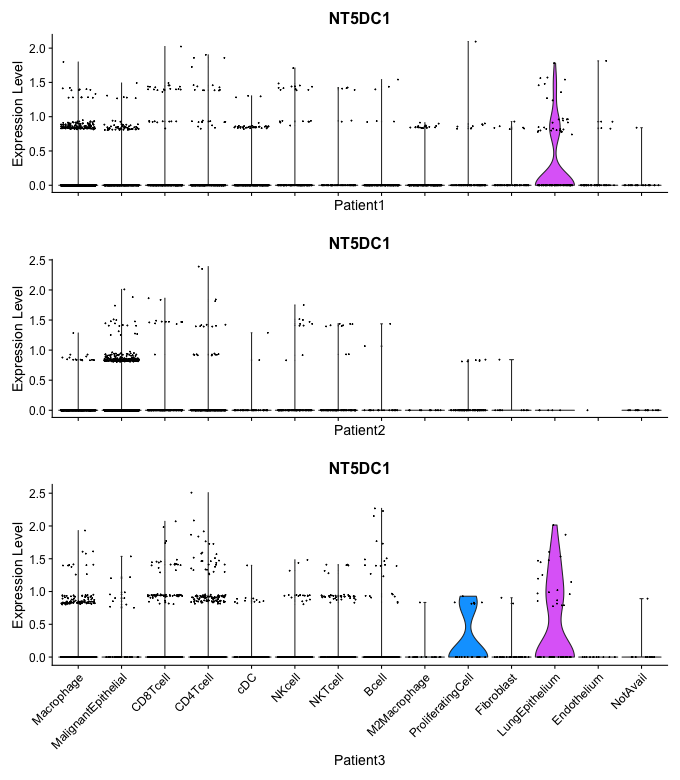 NT5DC1
Expression Level
2.0
1.5
1.0
0.5
0.0
Patient1
NT5DC1
Expression Level
2.5
2.0
1.5
1.0
0.5
0.0
Patient2
NT5DC1
Expression Level
2.5
2.0
1.5
1.0
0.5
0.0
Macrophage
MalignantEpithelial
CD8Tcell
CD4Tcell
cDC
NKcell
NKTcell
Bcell
M2Macrophage
ProliferatingCell
Fibroblast
LungEpithelium
Endothelium
NotAvail
Patient3